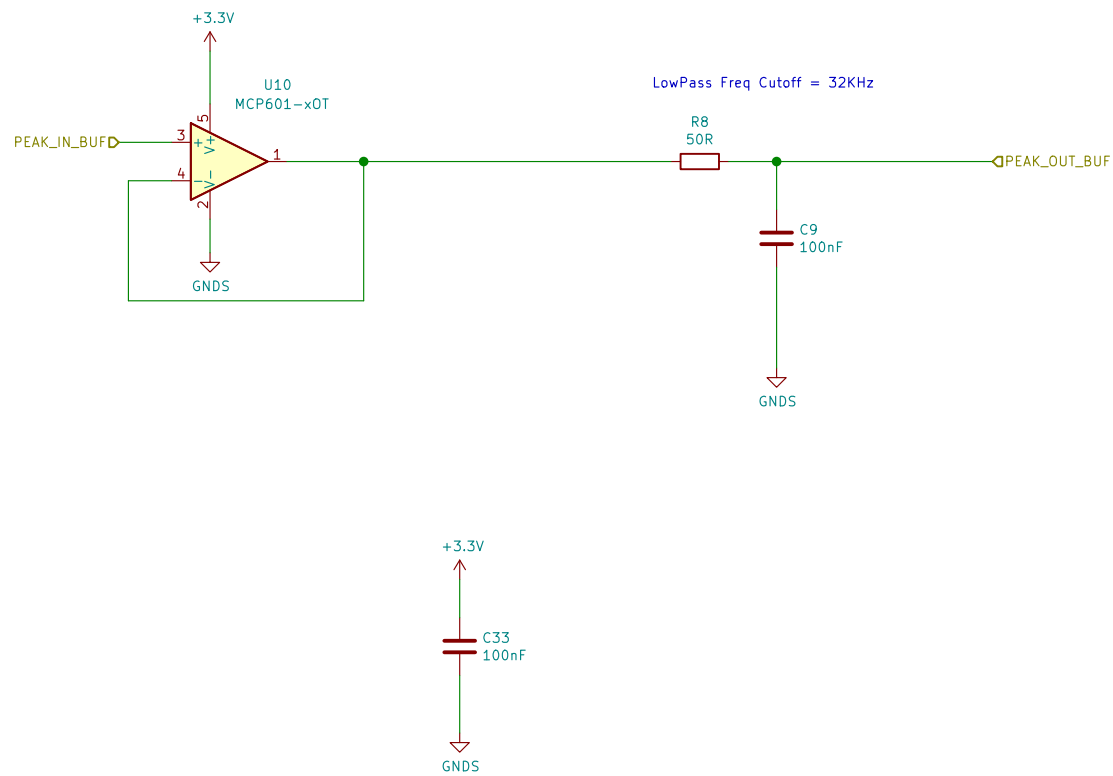 +3.3V
U10
MCP601-xOT
LowPass Freq Cutoff = 32KHz
R8
50R
PEAK_IN_BUF
3
+
5
V+
1
4
-
V-
2
PEAK_OUT_BUF
GNDS
C9
100nF
GNDS
+3.3V
C33
100nF
GNDS